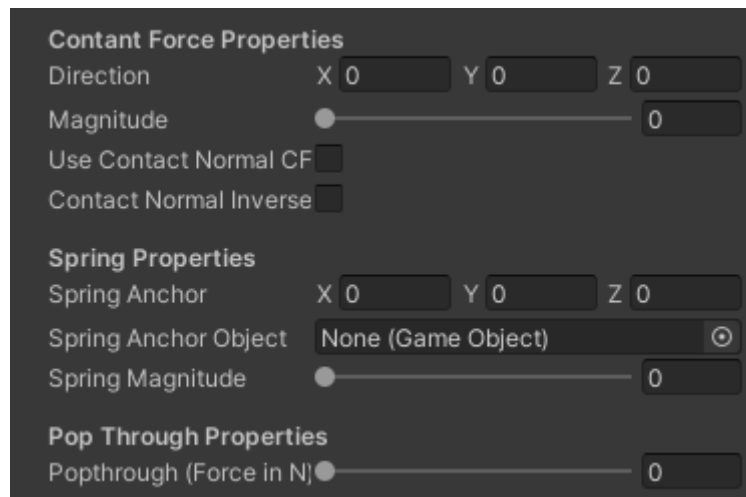 Contant Force Properties
Direction X 0 Y 0 Z 0
Magnitude 0
Use Contact Normal CF
Contact Normal Inverse
Spring Properties
Spring Anchor X 0 Y 0 Z 0
Spring Anchor Object None (Game Object)
Spring Magnitude 0
Pop Through Properties
Popthrough (Force in N) 0